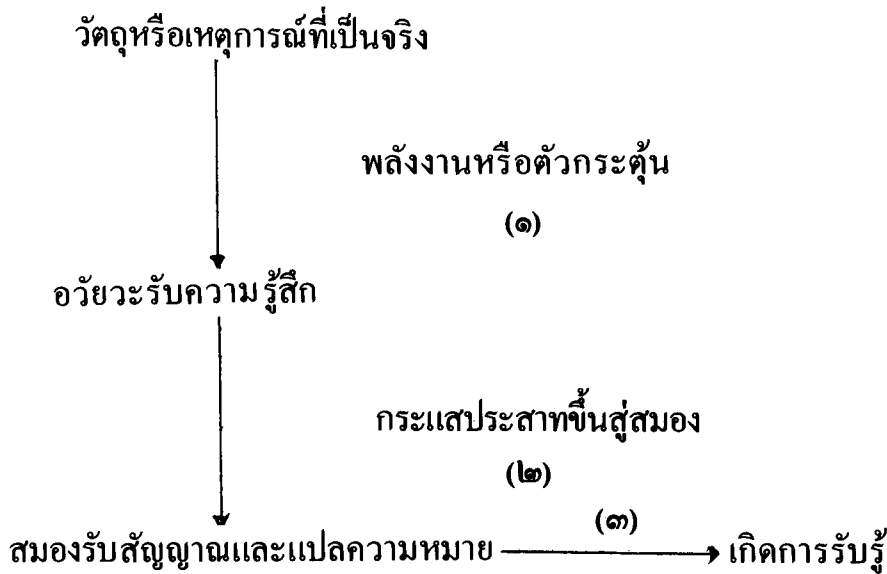 วัตถุหรือเหตุการณ์ที่เป็นจริง
พลังงานหรือตัวกระตุ้น
(๑)
อวัยวะรับความรู้สึก
กระแสประสาทขึ้นสู่สมอง
(๒)
(๓)
สมองรับสัญญาณและแปลความหมาย เกิดการรับรู้